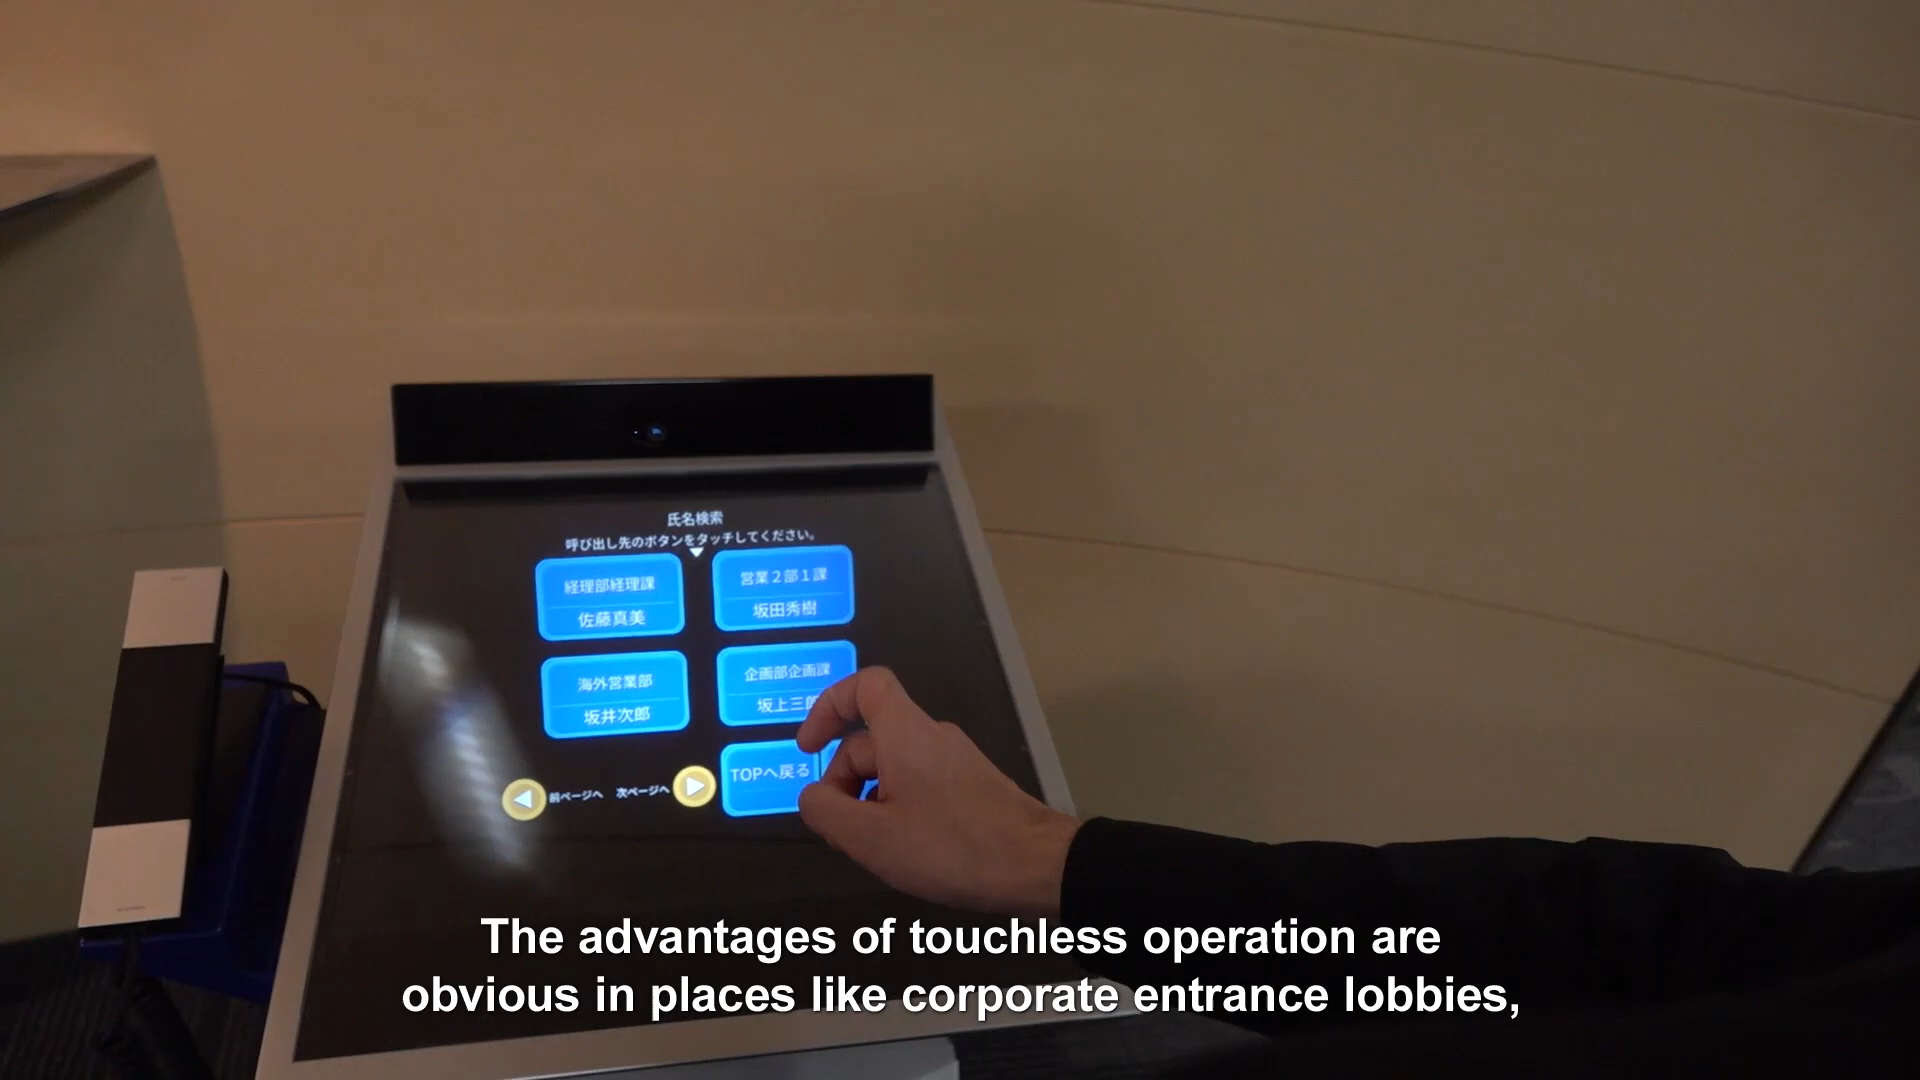 氏名検索
呼び出し先のボタンをタッチしてください。
経理部経理課
佐藤真美
営業2部1課
坂田秀樹
海外営業部
坂井次郎
企画部企画課
坂上三郎
前ページへ
次ページへ
TOPへ戻る
The advantages of touchless operation are
obvious in places like corporate entrance lobbies,